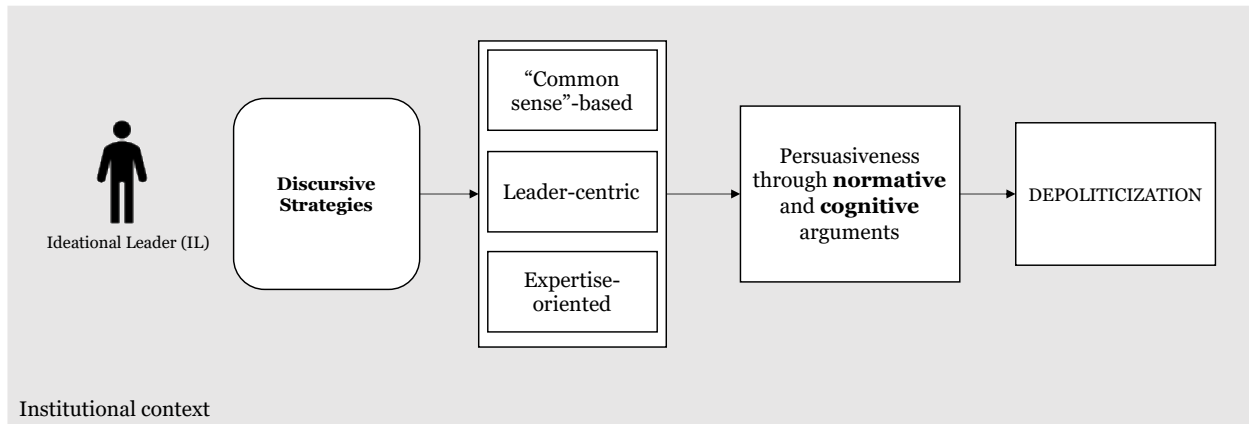 Ideational Leader (IL)
Discursive
Strategies
“Common
sense”-based
Leader-centric
Expertise-
oriented
Persuasiveness
through normative
and cognitive
arguments
DEPOLITICIZATION
Institutional context